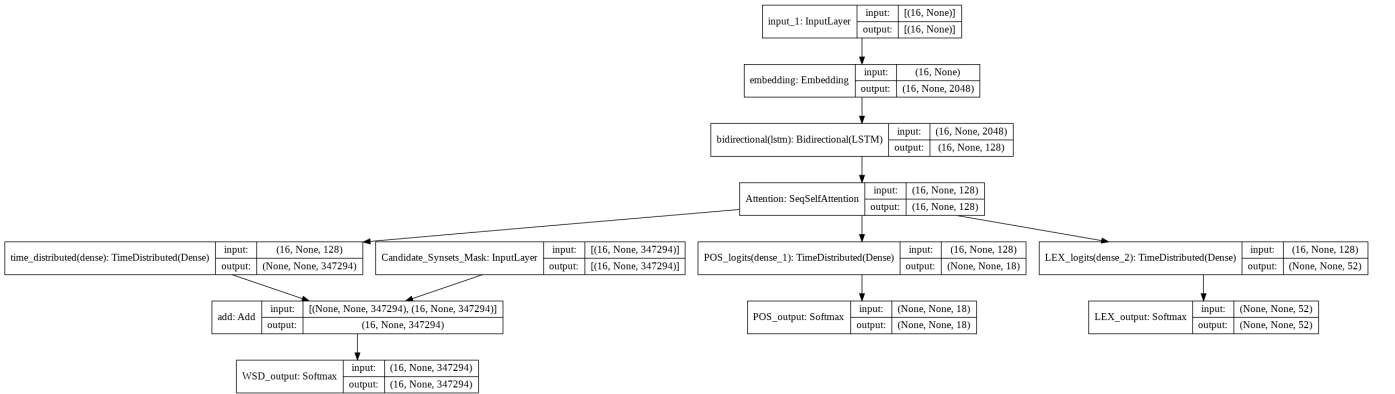 input_1: InputLayer
input: [(16, None)]
output: [(16, None)]
embedding: Embedding
input: (16, None)
output: (16, None, 2048)
bidirectional(lstm): Bidirectional(LSTM)
input: (16, None, 2048)
output: (16, None, 128)
Attention: SeqSelfAttention
input: (16, None, 128)
output: (16, None, 128)
time_distributed(dense): TimeDistributed(Dense)
input: (16, None, 128)
output: (None, None, 347294)
Candidate_Synsets_Mask: InputLayer
input: [(16, None, 347294)]
output: [(16, None, 347294)]
POS_logits(dense_1): TimeDistributed(Dense)
input: (16, None, 128)
output: (None, None, 18)
LEX_logits(dense_2): TimeDistributed(Dense)
input: (16, None, 128)
output: (None, None, 52)
add: Add
input: [(None, None, 347294), (16, None, 347294)]
output: (16, None, 347294)
POS_output: Softmax
input: (None, None, 18)
output: (None, None, 18)
LEX_output: Softmax
input: (None, None, 52)
output: (None, None, 52)
WSD_output: Softmax
input: (16, None, 347294)
output: (16, None, 347294)